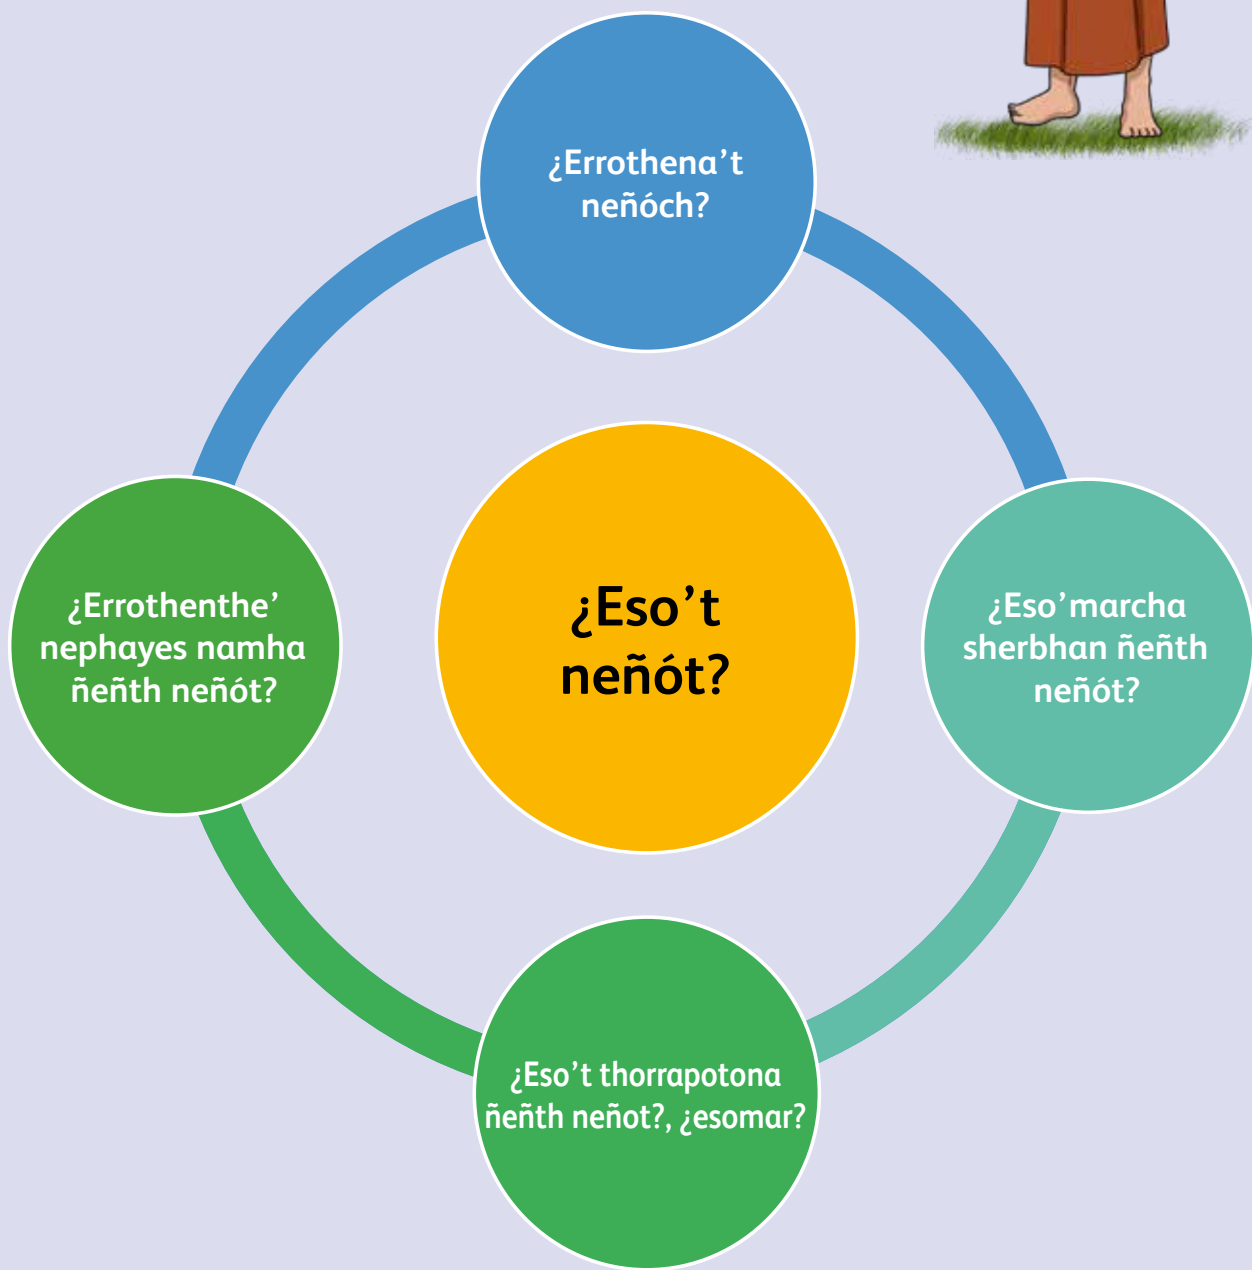 ¿Errothena’t
neñóch?
¿Errothenthe’
nephayes namha
ñeñth neñót?
¿Eso’t
neñót?
¿Eso’marcha
sherbhan ñeñth
neñót?
¿Eso’t thorrapotona
ñeñth neñot?, ¿esomar?